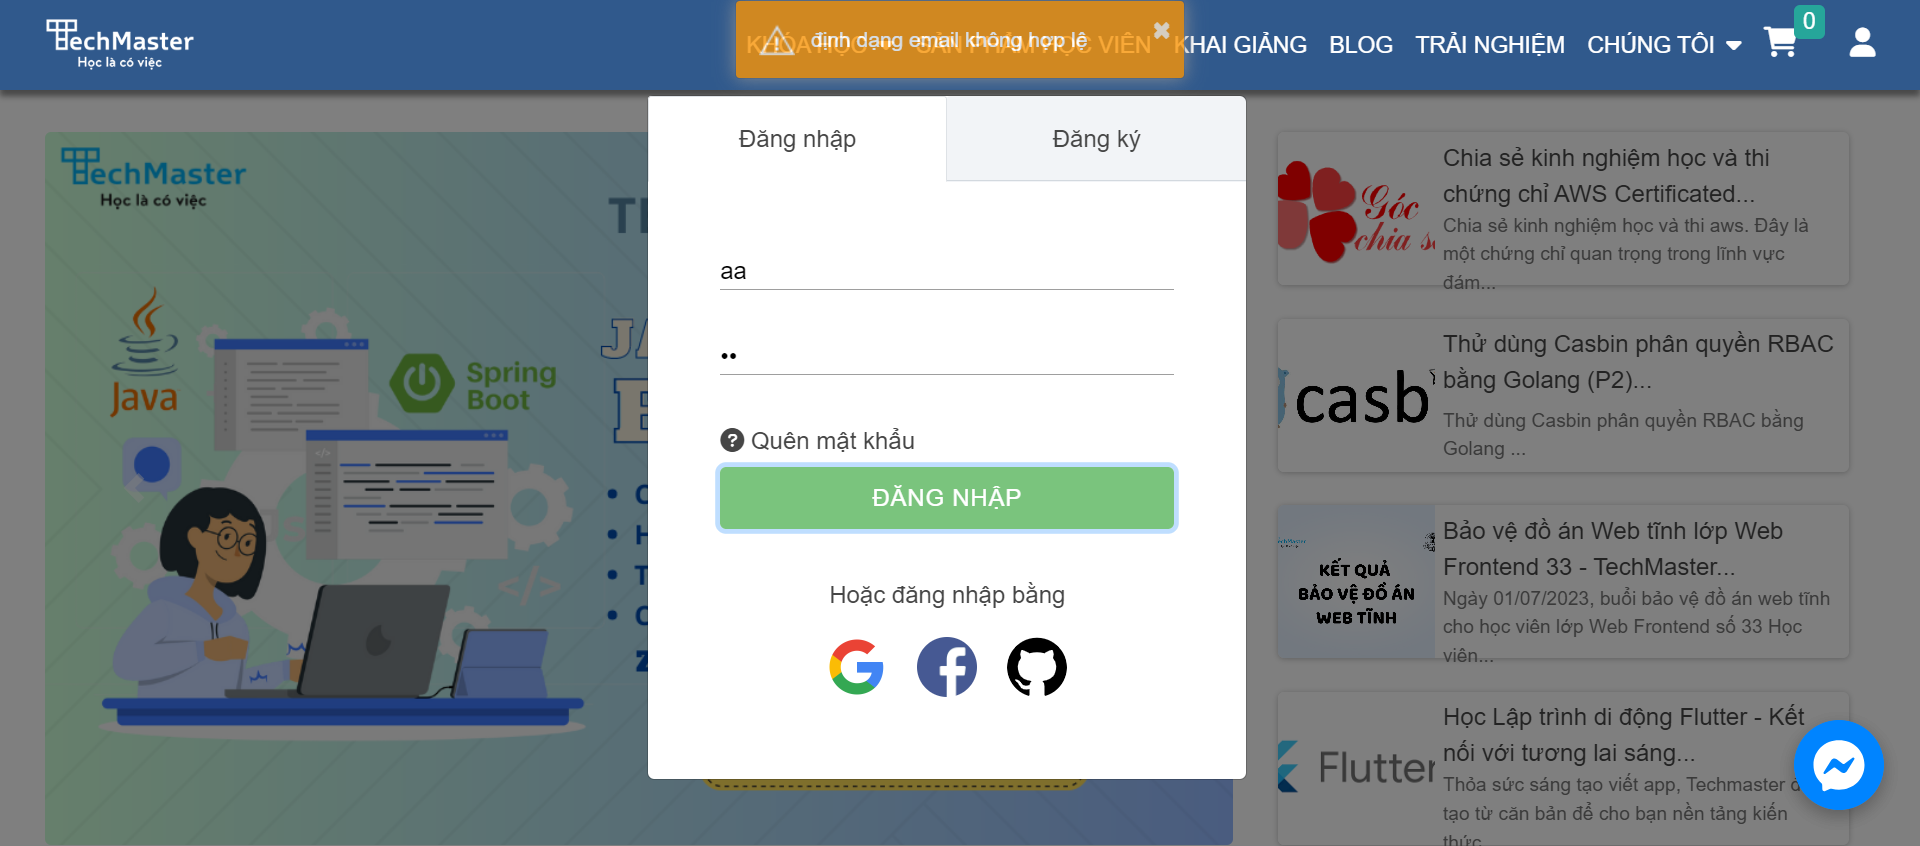 TechMaster
Học là có việc
định dạng email không hợp lệ
KHÓA HỌC
SẢN PHẨM HỌC VIÊN
KHAI GIẢNG
BLOG
TRẢI NGHIỆM
CHÚNG TÔI
0
Đăng nhập
Đăng ký
aa
Quên mật khẩu
ĐĂNG NHẬP
Hoặc đăng nhập bằng
TechMaster
Học là có việc
Java
Spring
Boot
Góc
chia s
Chia sẻ kinh nghiệm học và thi
chứng chỉ AWS Certificated...
Chia sẻ kinh nghiệm học và thi aws. Đây là
một chứng chỉ quan trọng trong lĩnh vực
đám...
casb
Thử dùng Casbin phân quyền RBAC
bằng Golang (P2)...
Thử dùng Casbin phân quyền RBAC bằng
Golang ...
KẾT QUẢ
BẢO VỆ ĐỒ ÁN
WEB TĨNH
Bảo vệ đồ án Web tĩnh lớp Web
Frontend 33 - TechMaster...
Ngày 01/07/2023, buổi bảo vệ đồ án web tĩnh
cho học viên lớp Web Frontend số 33 Học
viên...
Flutter
Học Lập trình di động Flutter - Kết
nối với tương lai sáng...
Thỏa sức sáng tạo viết app, Techmaster
tạo từ căn bản để cho bạn nền tảng kiến
thức